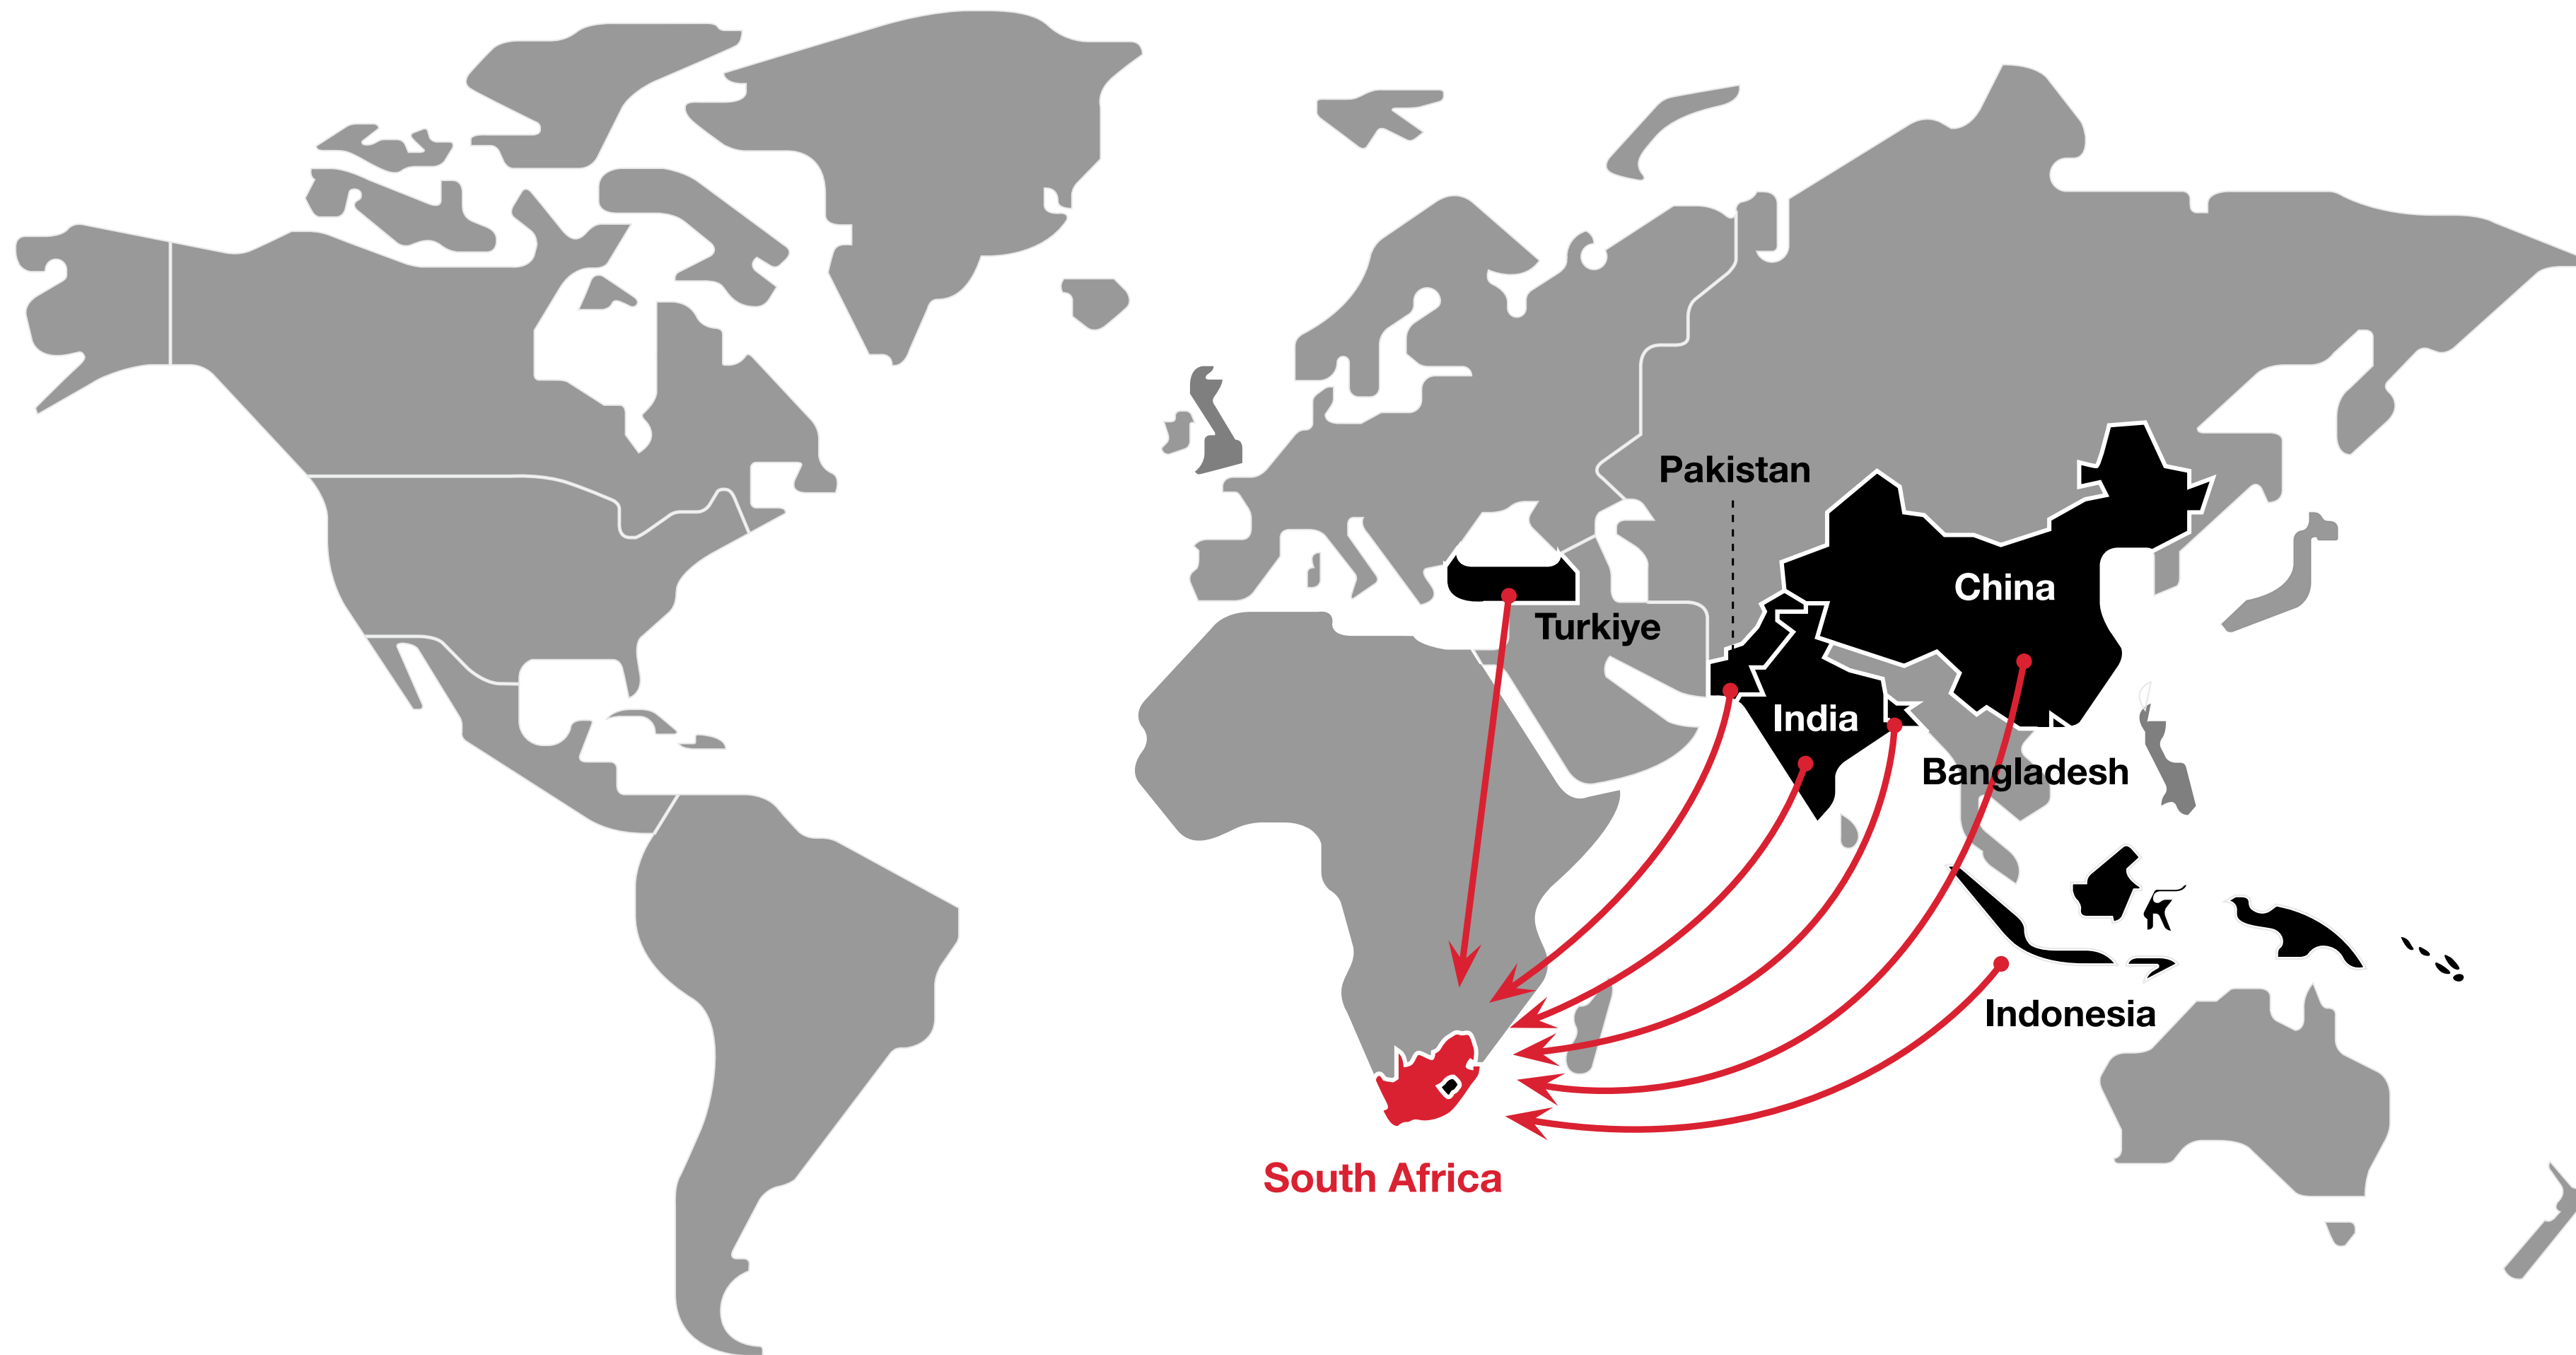 Pakistan
China
Turkiye
India
Bangladesh
Indonesia
South Africa